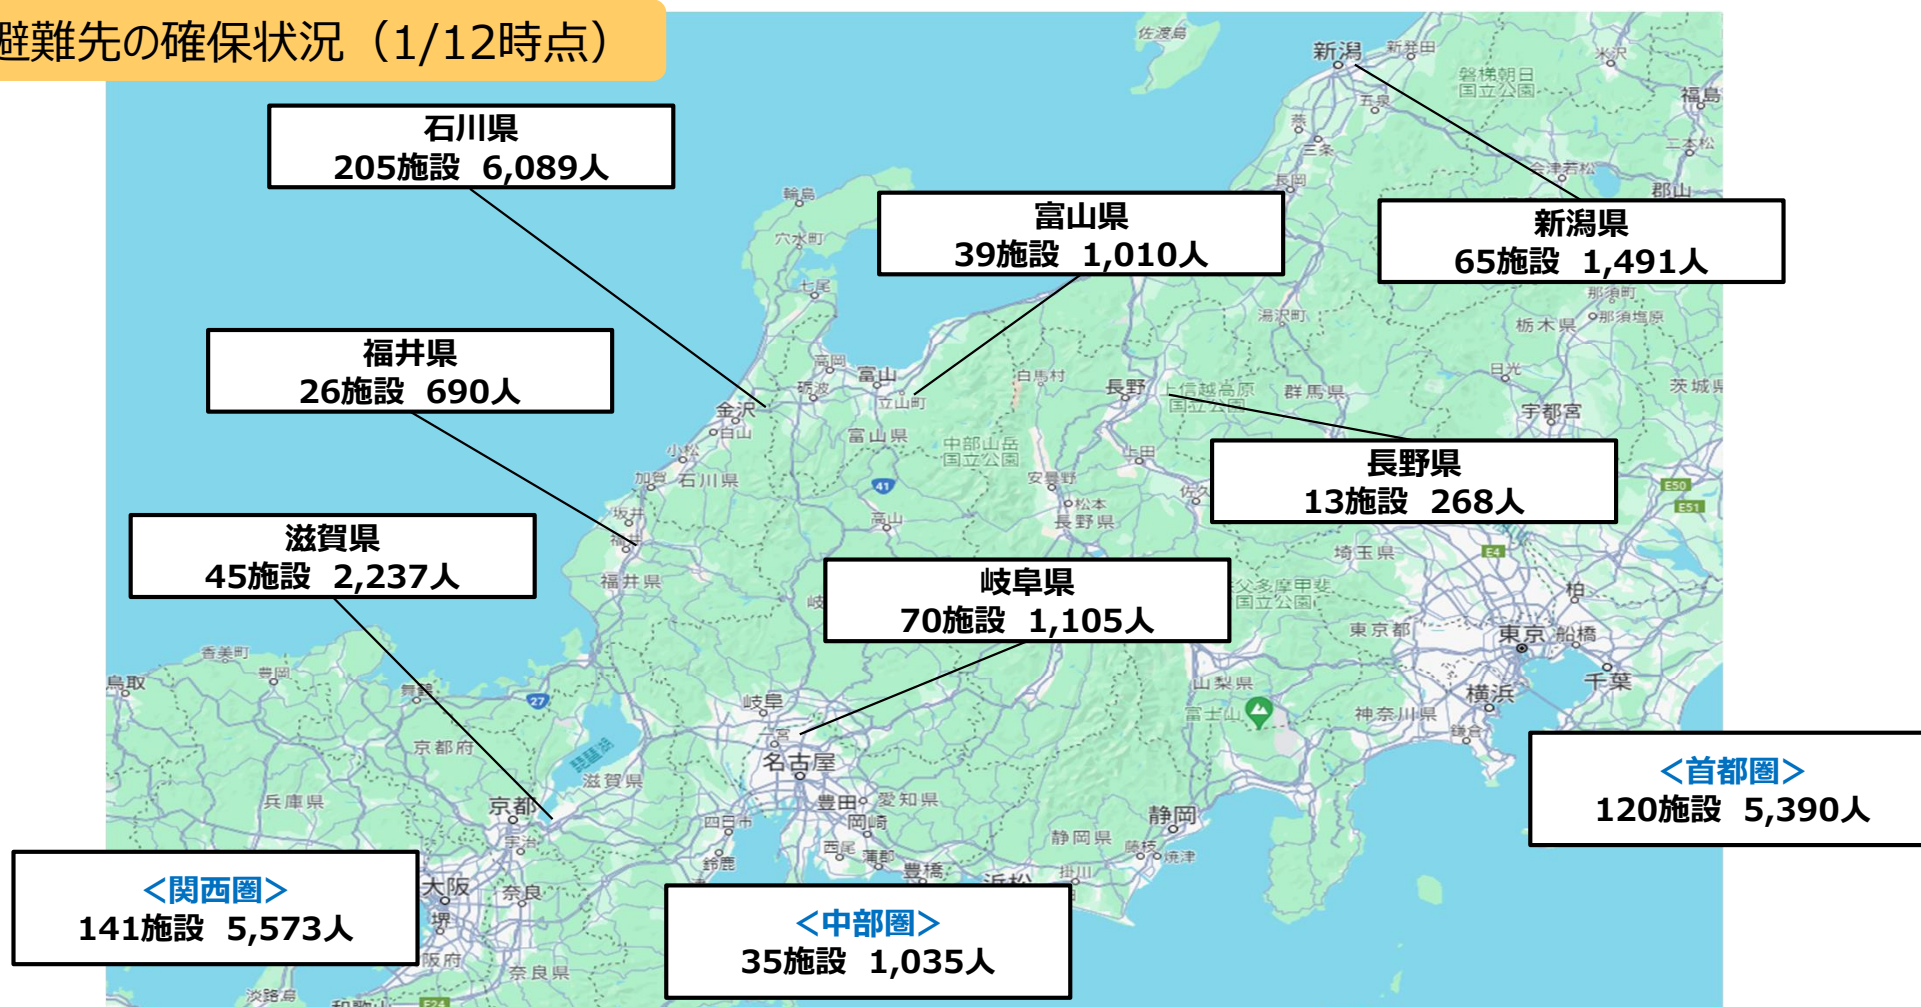 避難先の確保状況（1/12時点）
佐渡島
新潟
新発田
米沢
磐梯朝日
国立公園
福島
五泉
燕
三条
二本松
長岡
会津若松
郡山
石川県
205施設 6,089人
輪島
穴水町
七尾
富山県
39施設 1,010人
新潟県
65施設 1,491人
那須町
那須塩原
湯沢町
栃木県
日光
茨城県
宇都宮
群馬県
福井県
26施設 690人
高岡
富山
砺波
立山町
白馬村
長野
上信越高原
国立公園
金沢
白山
小松
富山県
中部山岳
国立公園
上田
加賀
石川県
41
安曇野
松本
長野県
佐久
高山
長野県
13施設 268人
E50
E51
坂井
福井
福井県
滋賀県
45施設 2,237人
岐阜県
70施設 1,105人
埼玉県
E4
父多摩甲斐
国立公園
柏
東京都
東京
船橋
千葉
横浜
神奈川県
鎌倉
山梨県
富士山
香美町
豊岡
鳥取
舞鶴
27
京都府
琵琶湖
滋賀県
兵庫県
京都
宇治
岐阜
一宮
名古屋
豊田
愛知県
岡崎
四日市
鈴鹿
西尾
蒲郡
豊橋
浜松
静岡
静岡県
藤枝
焼津
掛川
＜首都圏＞
120施設 5,390人
＜関西圏＞
141施設 5,573人
大阪
堺
奈良
阪府
奈良県
淡路島
和歌山
E24
＜中部圏＞
35施設 1,035人